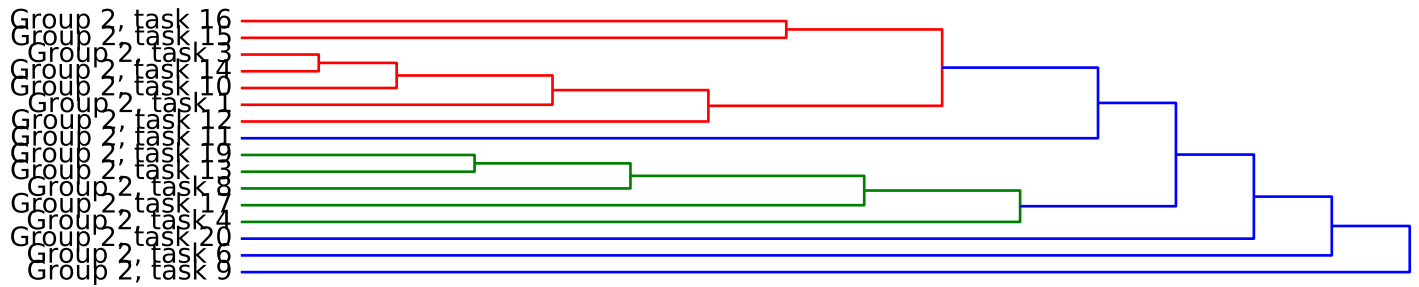 Group 2, task 16
Group 2, task 15
Group 2, task 3
Group 2, task 14
Group 2, task 10
Group 2, task 1
Group 2, task 12
Group 2, task 11
Group 2, task 19
Group 2, task 13
Group 2, task 8
Group 2, task 17
Group 2, task 4
Group 2, task 20
Group 2, task 6
Group 2, task 9